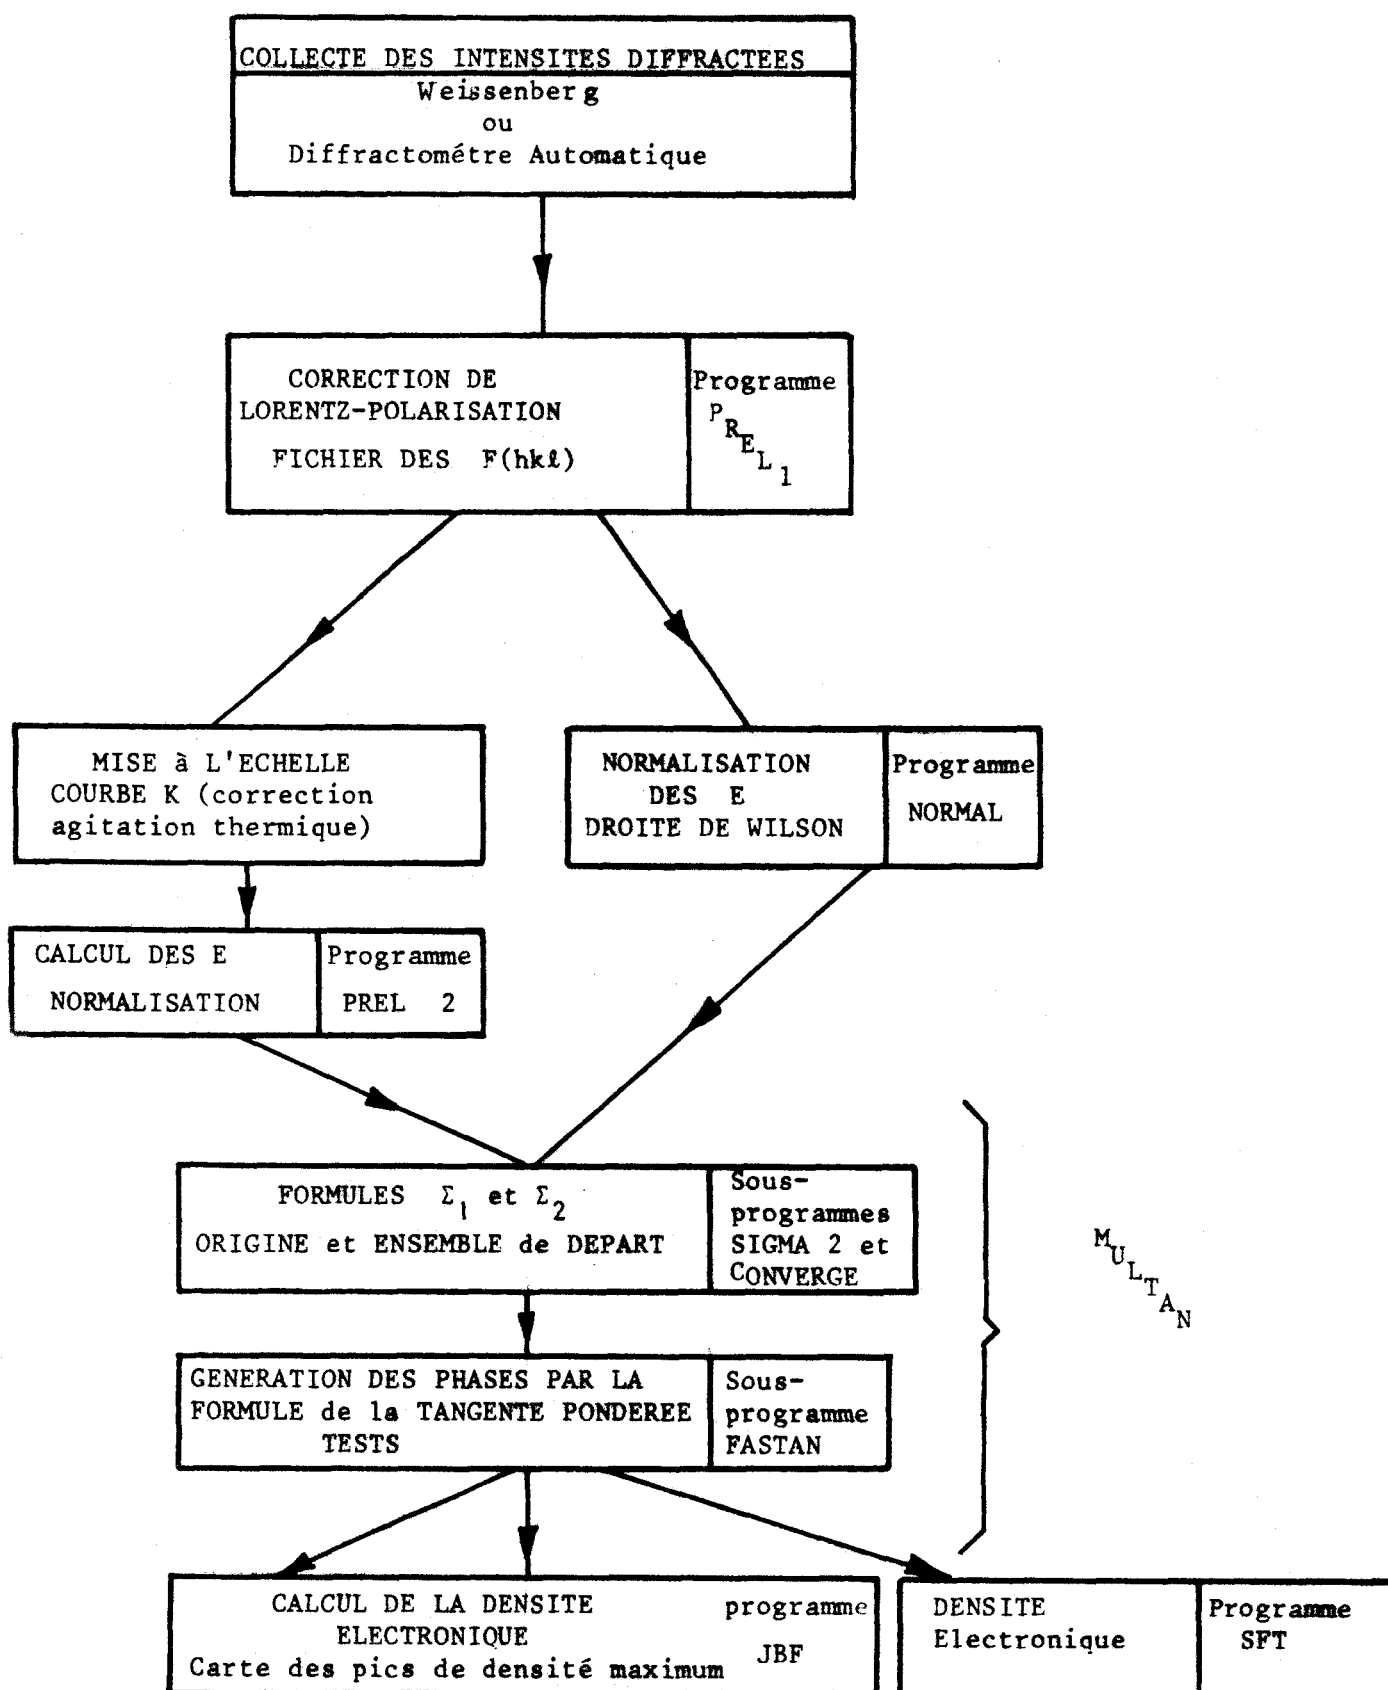 COLLECTE DES INTENSITES DIFFRACTEES
Weissenberg
ou
Diffractométre Automatique
CORRECTION DE
LORENTZ-POLARISATION
FICHIER DES F(hkℓ)
Programme
PREL1
MISE à L'ECHELLE
COURBE K (correction
agitation thermique)
NORMALISATION
DES E
DROITE DE WILSON
Programme
NORMAL
CALCUL DES E
NORMALISATION
Programme
PREL 2
FORMULES Σ1 et Σ2
ORIGINE et ENSEMBLE de DEPART
Sous-
programmes
SIGMA 2 et
CONVERGE
MULTAN
GENERATION DES PHASES PAR LA
FORMULE de la TANGENTE PONDEREE
TESTS
Sous-
programme
FASTAN
CALCUL DE LA DENSITE
ELECTRONIQUE
Carte des pics de densité maximum
programme
JBF
DENSITE
Electronique
Programme
SFT